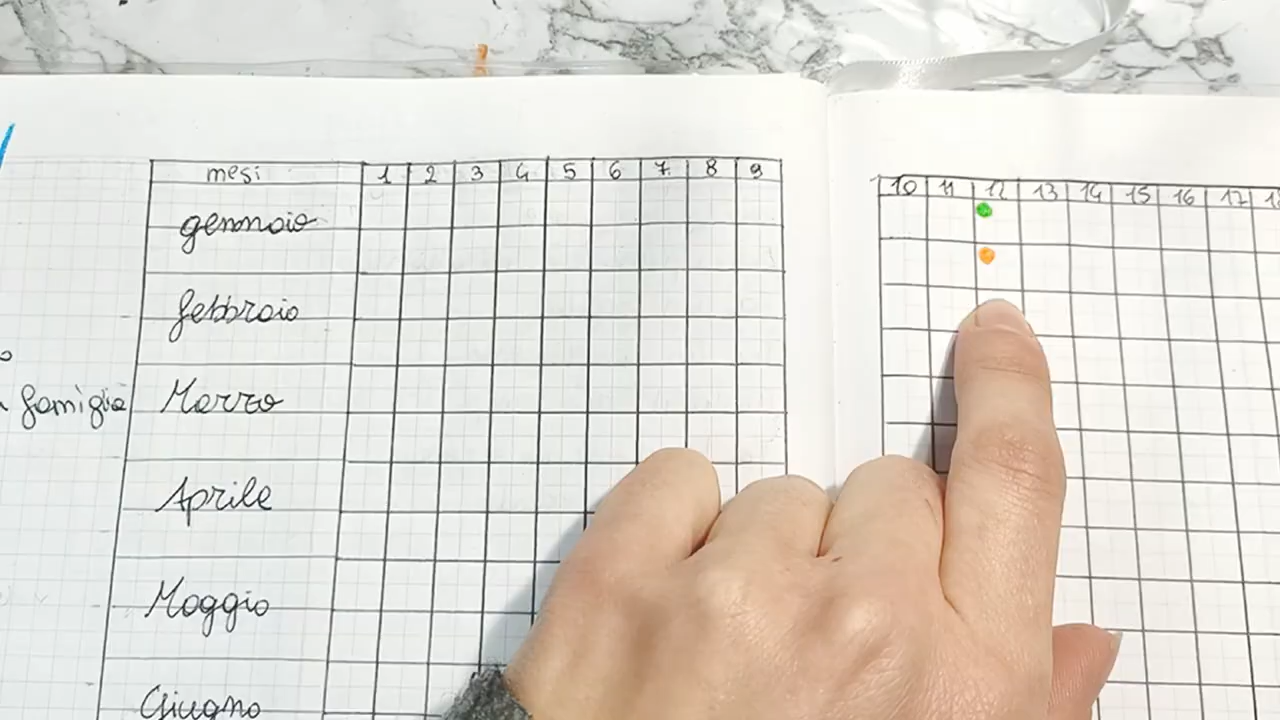 mesi 1 2 3 4 5 6 7 8 9 10 11 12 13 14 15 16 17 18
gennaio
febbraio
Marzo
famiglia
Aprile
Maggio
Giugno